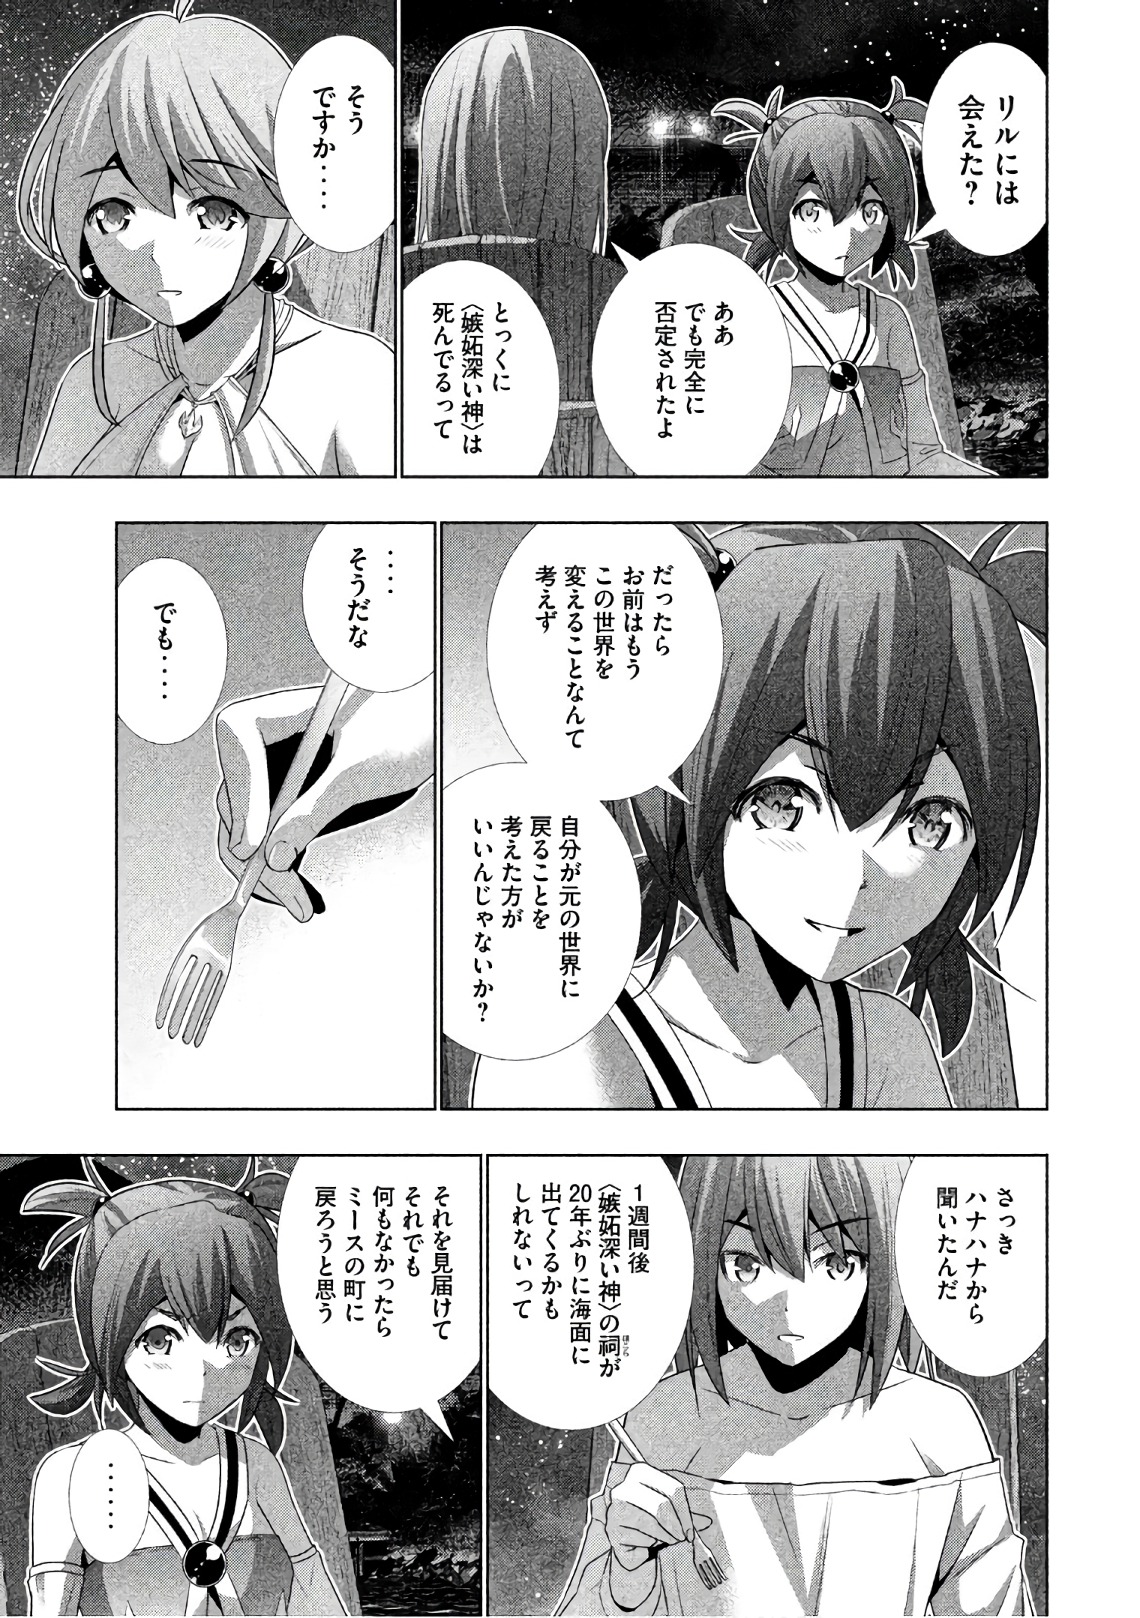 リルには
会えた?
ああ
でも完全に
否定されたよ
とっくに
〈嫉妬深い神〉は
死んでるって
そう
ですか‥‥
だったら
お前はもう
この世界を
変えることなんて
考えず
自分が元の世界に
戻ることを
考えた方が
いいんじゃないか?
‥‥
そうだな
でも‥‥
さっき
ハナハナから
聞いたんだ
1週間後
〈嫉妬深い神〉の祠が
ほこら
20年ぶりに海面に
出てくるかも
しれないって
それを見届けて
それでも
何もなかったら
ミースの町に
戻ろうと思う
‥‥‥